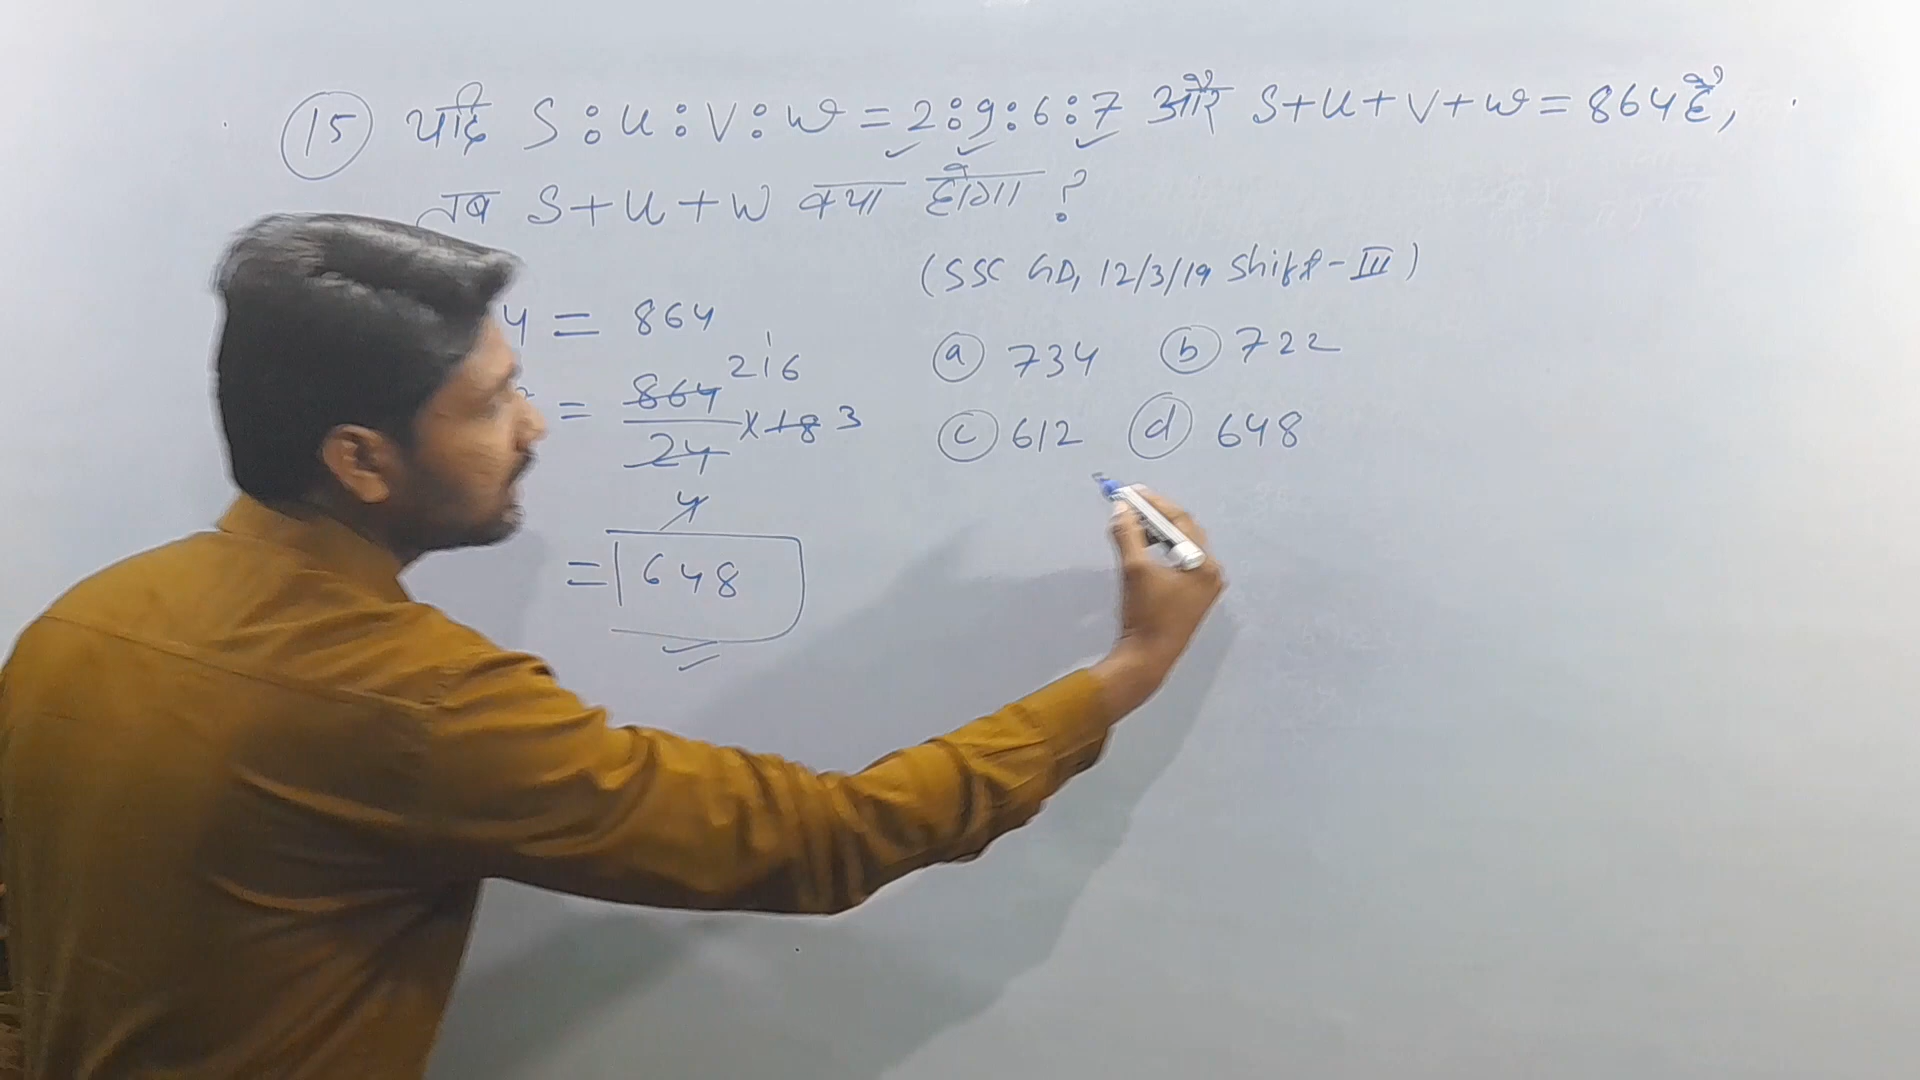 15 यदि S:U:V:W = 2:9:6:7 और S+U+V+W = 864 है,
तब S+U+W क्या होगा ?
(SSC GD, 12/3/19 Shift-III)
4 = 864
a 734 b 722
216
= 864/24 × 18 3
c 612 d 648
4
= 648